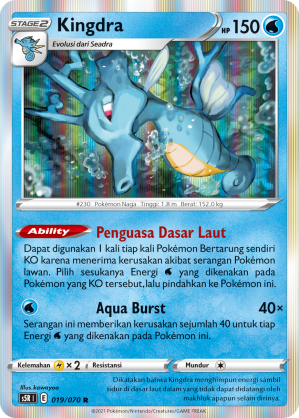 STAGE2 Kingdra HP 150
Evolusi dari Seadra
#230 Pokémon Naga Tinggi: 1.8 m Berat: 152.0 kg
Ability Penguasa Dasar Laut
Dapat digunakan 1 kali tiap kali Pokémon Bertarung sendiri
KO karena menerima kerusakan akibat serangan Pokémon
lawan. Pilih sesukanya Energi yang dikenakan pada
Pokémon yang KO tersebut, lalu pindahkan ke Pokémon ini.
Aqua Burst 40×
Serangan ini memberikan kerusakan sejumlah 40 untuk tiap
Energi yang dikenakan pada Pokémon ini.
Kelemahan ×2 Resistansi Mundur
Illus. kawayoo
s5R I E 019/070 R
Dikatakan bahwa Kingdra menghimpun energi sambil
tidur di dasar laut dalam yang tidak dapat didatangi oleh
makhluk apapun selain dirinya.
©2021 Pokémon/Nintendo/Creatures/GAME FREAK